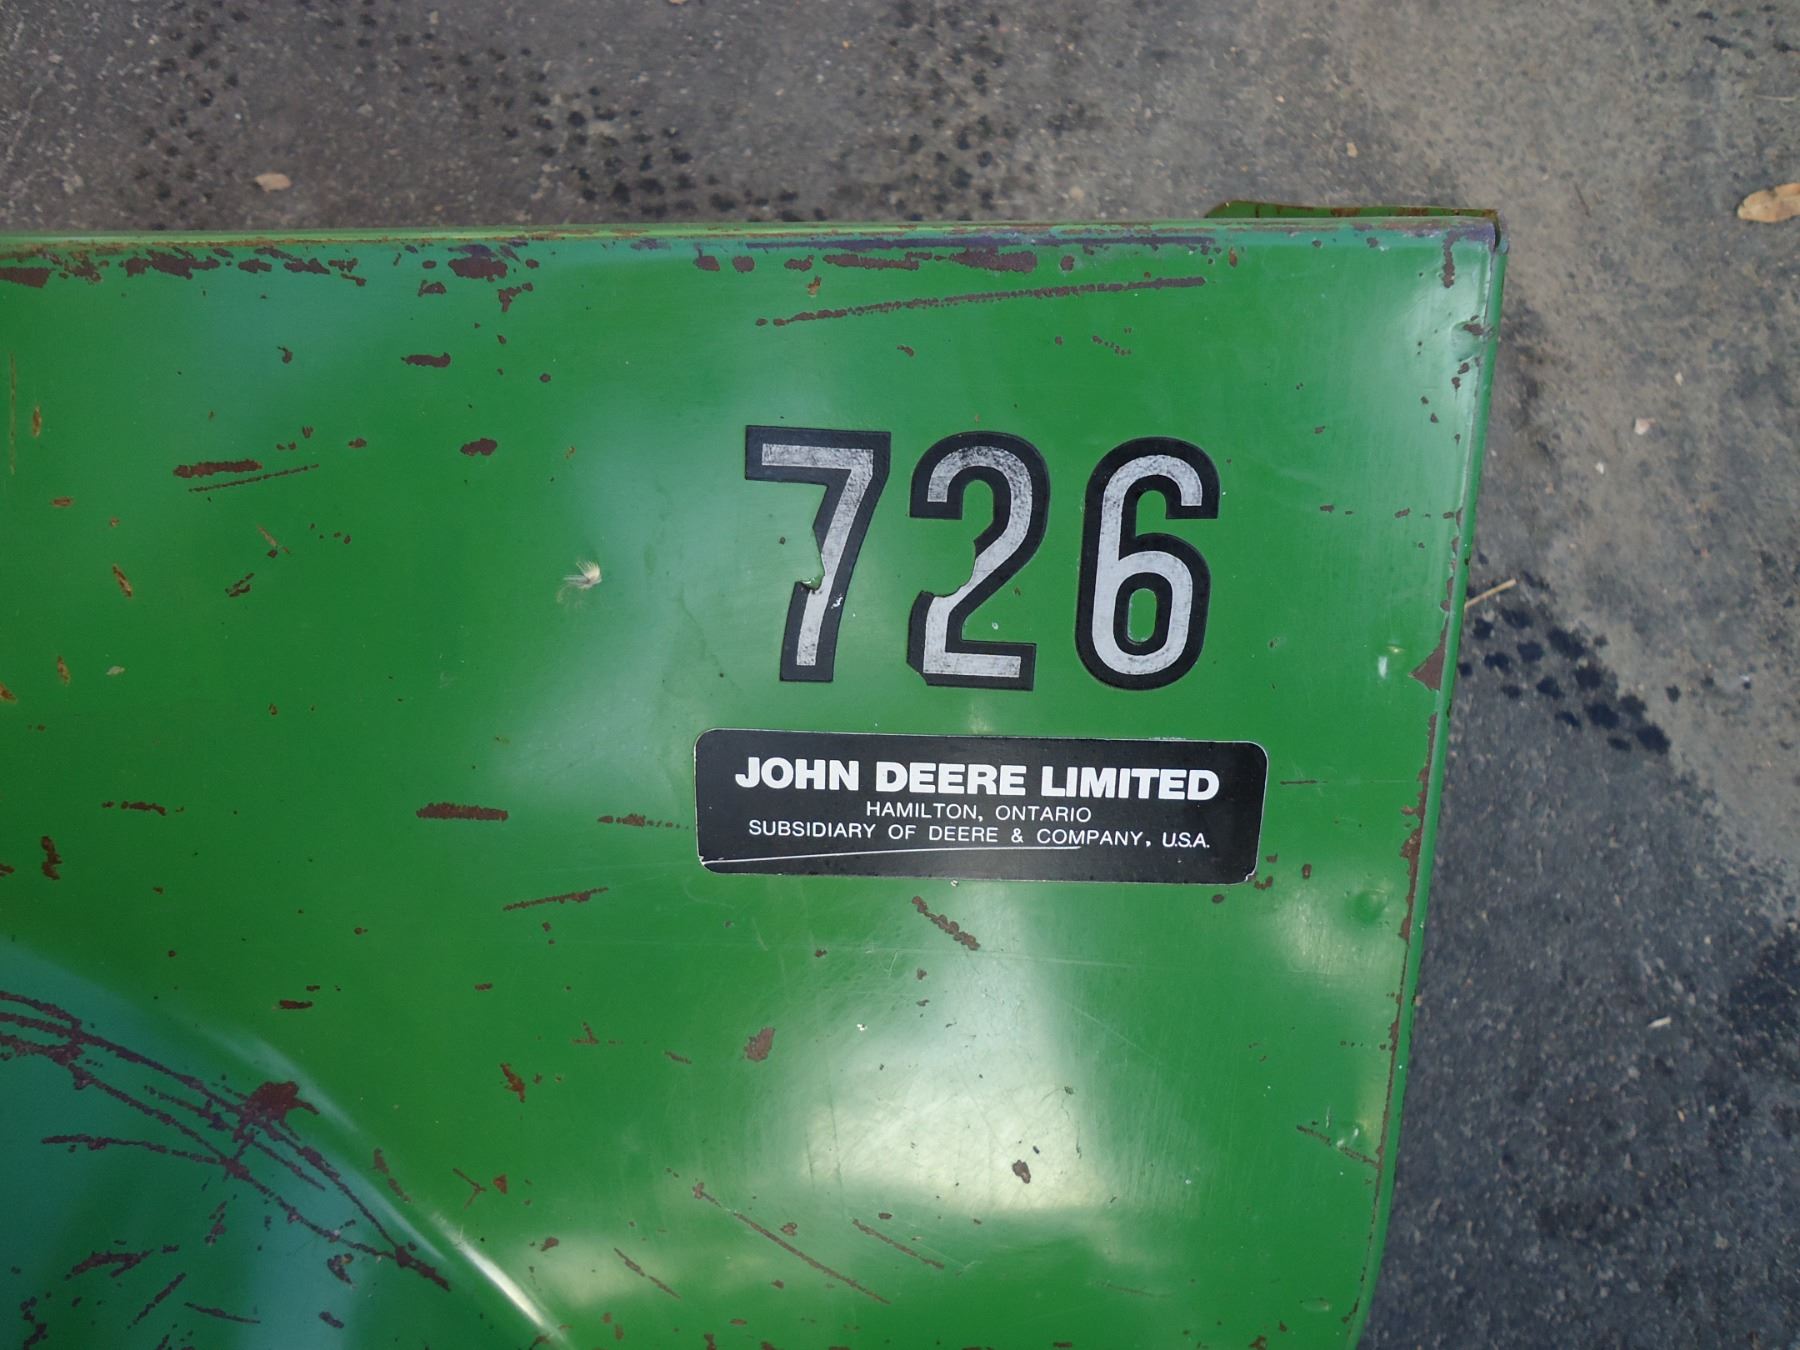 726
JOHN DEERE LIMITED
HAMILTON, ONTARIO
SUBSIDIARY OF DEERE & COMPANY, U.S.A.